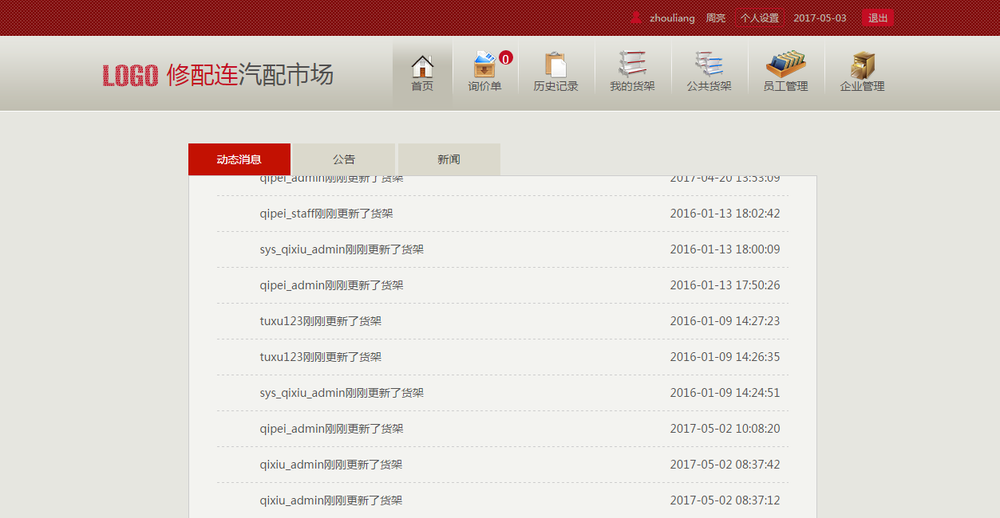 zhouliang 周亮 个人设置 2017-05-03 退出
LOGO 修配连汽配市场
0
首页 询价单 历史记录 我的货架 公共货架 员工管理 企业管理
动态消息 公告 新闻
qipei_admin刚刚更新了货架 2017-04-20 13:53:09
qipei_staff刚刚更新了货架 2016-01-13 18:02:42
sys_qixiu_admin刚刚更新了货架 2016-01-13 18:00:09
qipei_admin刚刚更新了货架 2016-01-13 17:50:26
tuxu123刚刚更新了货架 2016-01-09 14:27:23
tuxu123刚刚更新了货架 2016-01-09 14:26:35
sys_qixiu_admin刚刚更新了货架 2016-01-09 14:24:51
qipei_admin刚刚更新了货架 2017-05-02 10:08:20
qixiu_admin刚刚更新了货架 2017-05-02 08:37:42
qixiu_admin刚刚更新了货架 2017-05-02 08:37:12